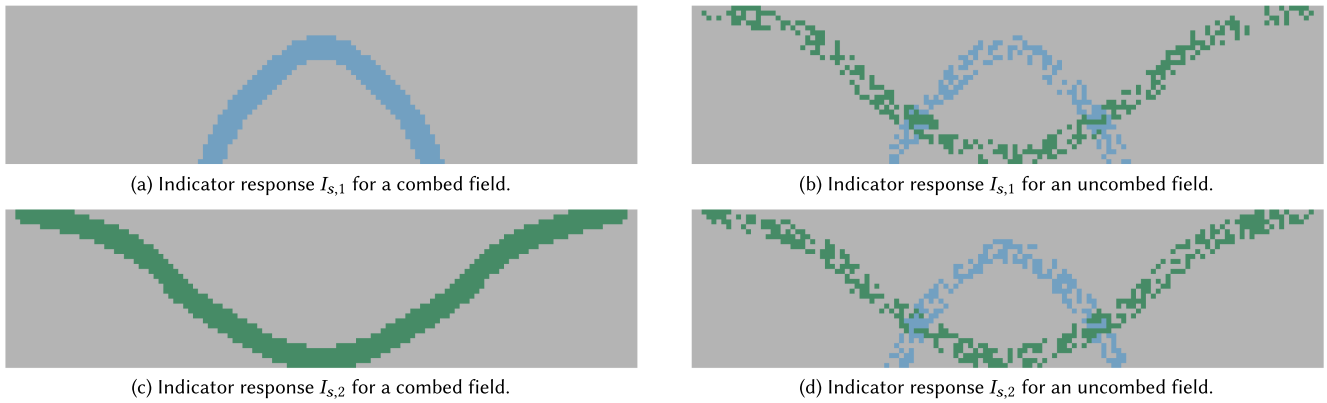 (a) Indicator response I_{s,1} for a combed field.
(b) Indicator response I_{s,1} for an uncombed field.
(c) Indicator response I_{s,2} for a combed field.
(d) Indicator response I_{s,2} for an uncombed field.